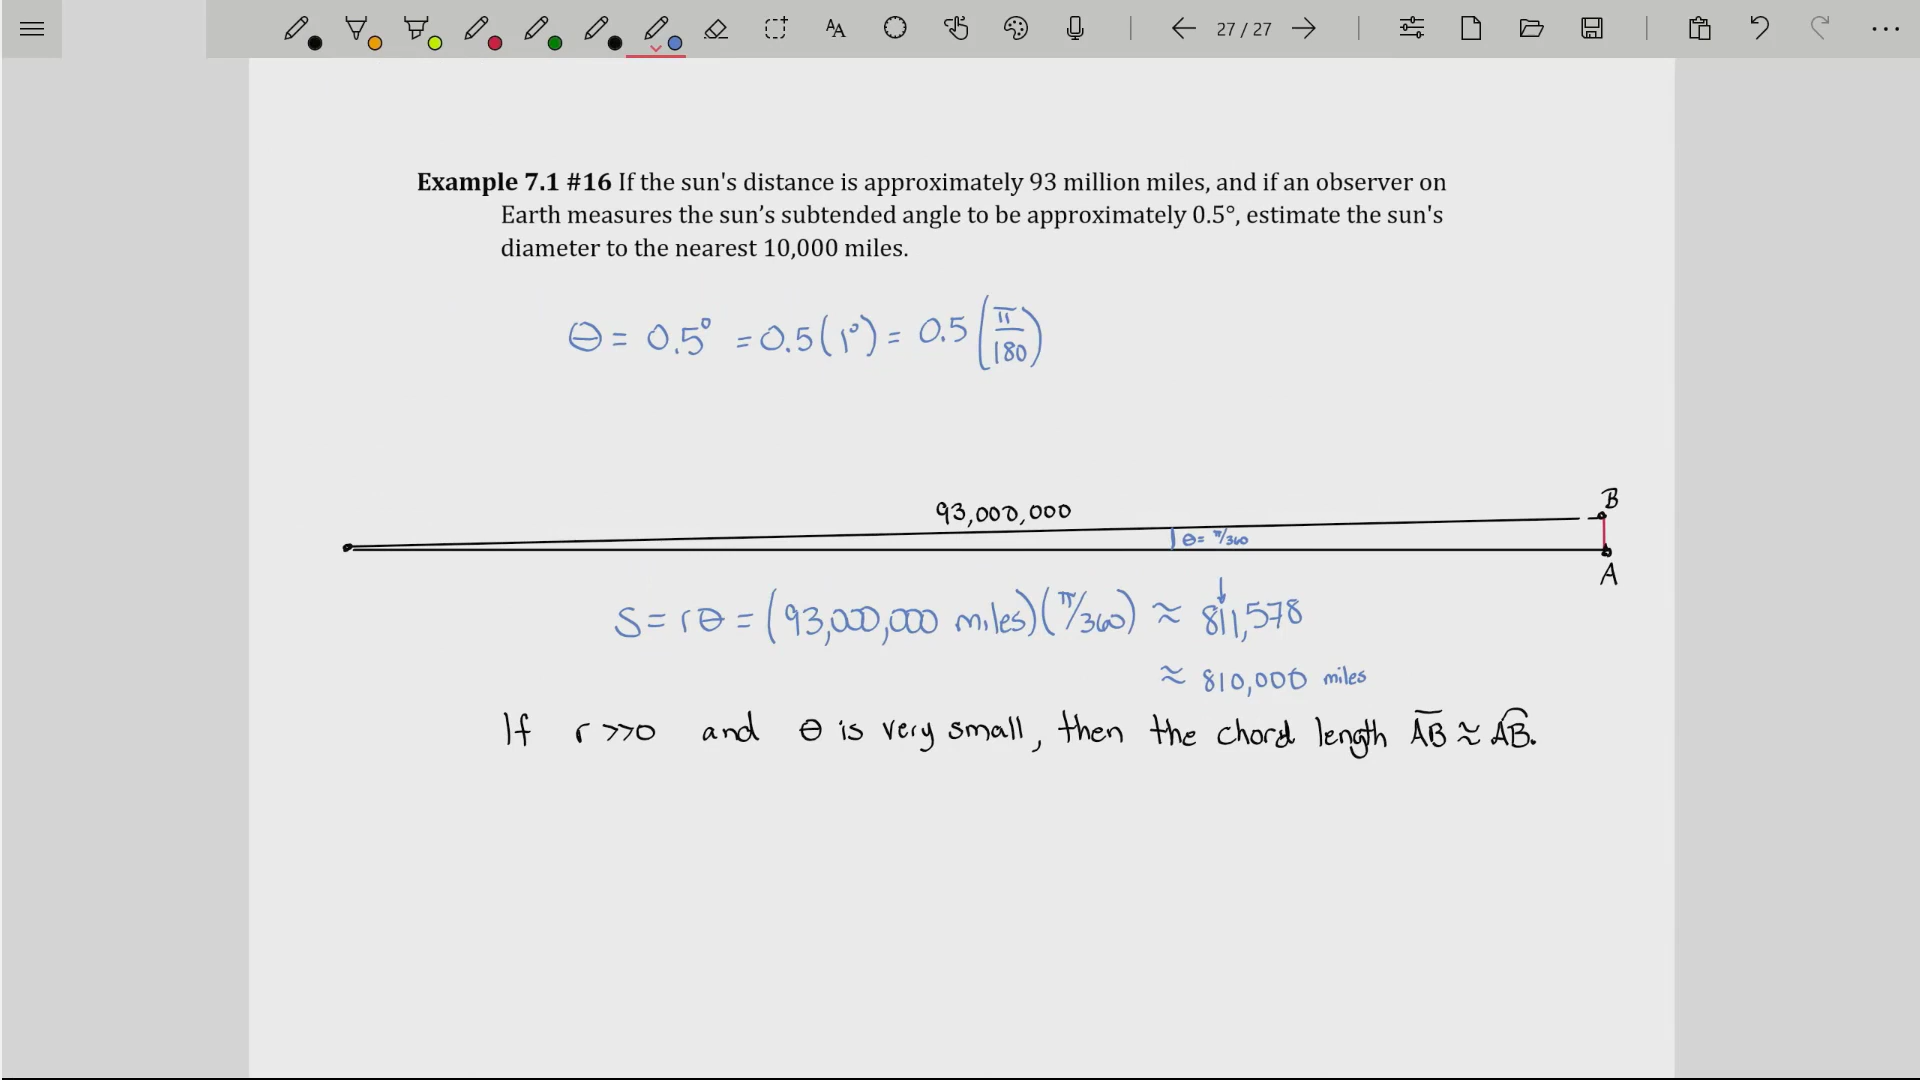 27 / 27
Example 7.1 #16 If the sun's distance is approximately 93 million miles, and if an observer on
Earth measures the sun’s subtended angle to be approximately 0.5°, estimate the sun's
diameter to the nearest 10,000 miles.
θ = 0.5° = 0.5(1°) = 0.5(π/180)
B
93,000,000
θ = π/360
A
S = rθ = (93,000,000 miles)(π/360) ≈ 811,578
≈ 810,000 miles
If r >> 0 and θ is very small, then the chord length A̅B̅ ≈ A͡B.